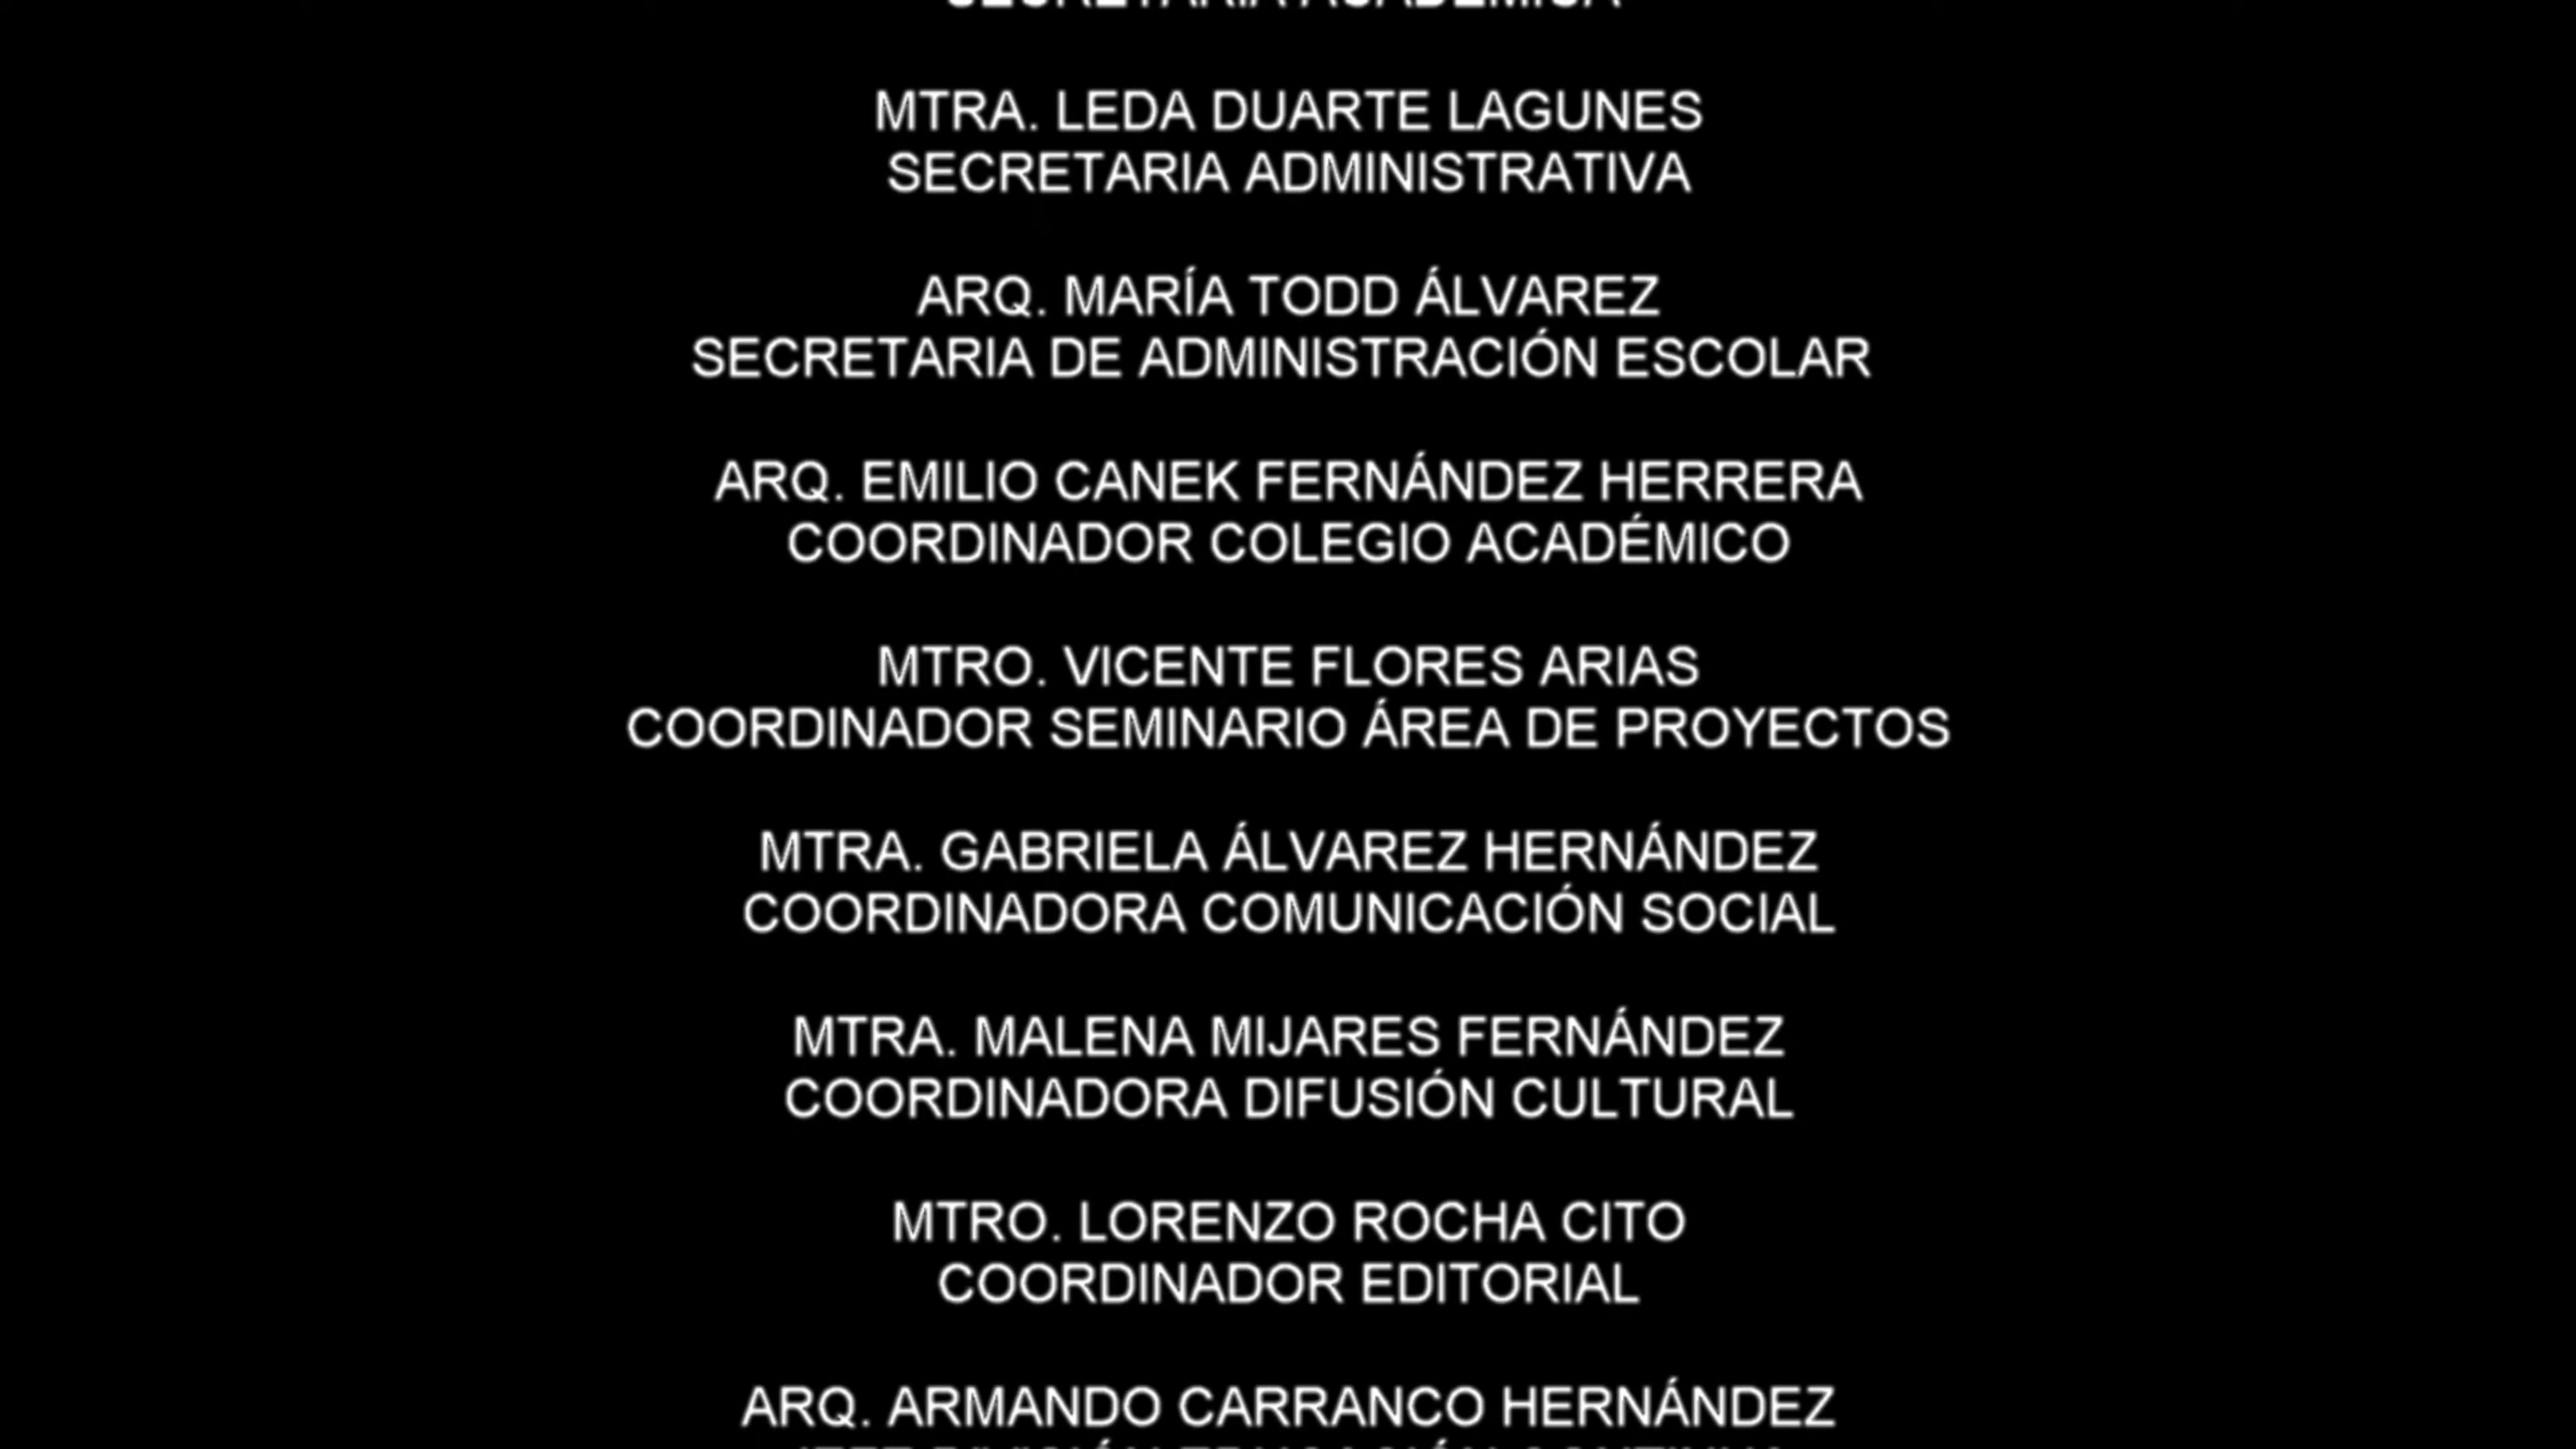 SECRETARIA ACADÉMICA
MTRA. LEDA DUARTE LAGUNES
SECRETARIA ADMINISTRATIVA
ARQ. MARÍA TODD ÁLVAREZ
SECRETARIA DE ADMINISTRACIÓN ESCOLAR
ARQ. EMILIO CANEK FERNÁNDEZ HERRERA
COORDINADOR COLEGIO ACADÉMICO
MTRO. VICENTE FLORES ARIAS
COORDINADOR SEMINARIO ÁREA DE PROYECTOS
MTRA. GABRIELA ÁLVAREZ HERNÁNDEZ
COORDINADORA COMUNICACIÓN SOCIAL
MTRA. MALENA MIJARES FERNÁNDEZ
COORDINADORA DIFUSIÓN CULTURAL
MTRO. LORENZO ROCHA CITO
COORDINADOR EDITORIAL
ARQ. ARMANDO CARRANCO HERNÁNDEZ